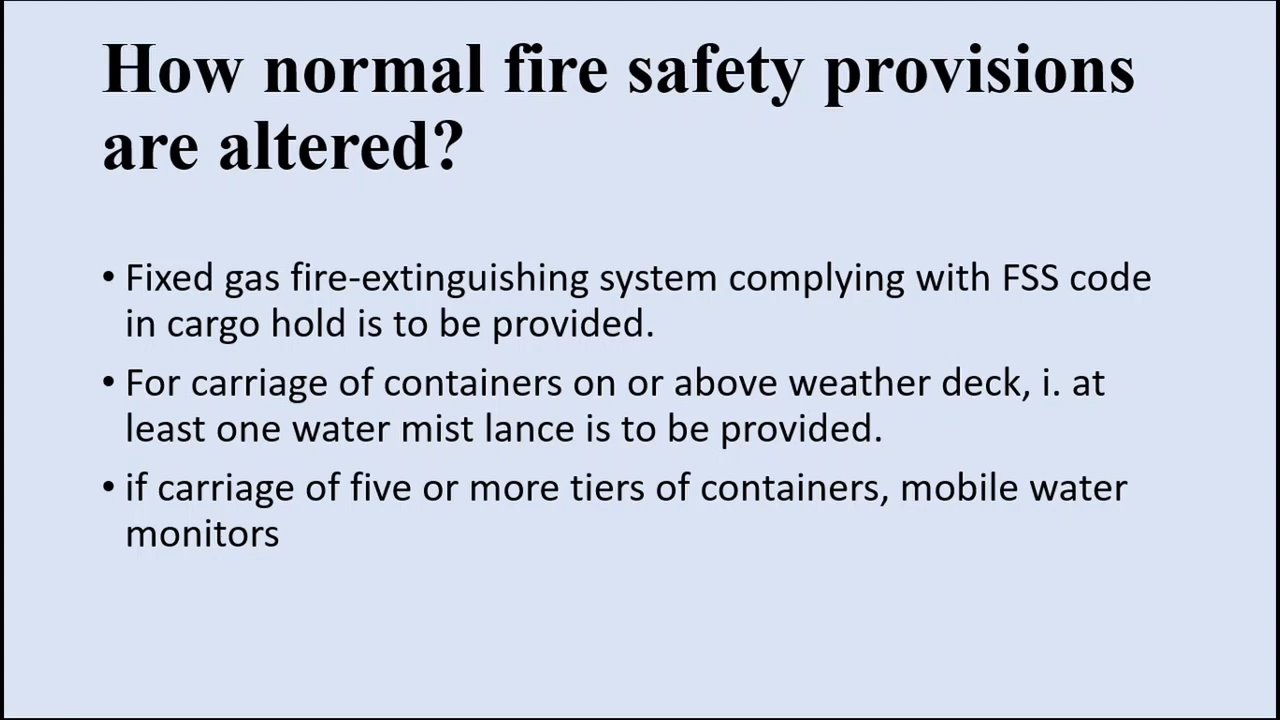 How normal fire safety provisions
are altered?
• Fixed gas fire-extinguishing system complying with FSS code
in cargo hold is to be provided.
• For carriage of containers on or above weather deck, i. at
least one water mist lance is to be provided.
• if carriage of five or more tiers of containers, mobile water
monitors